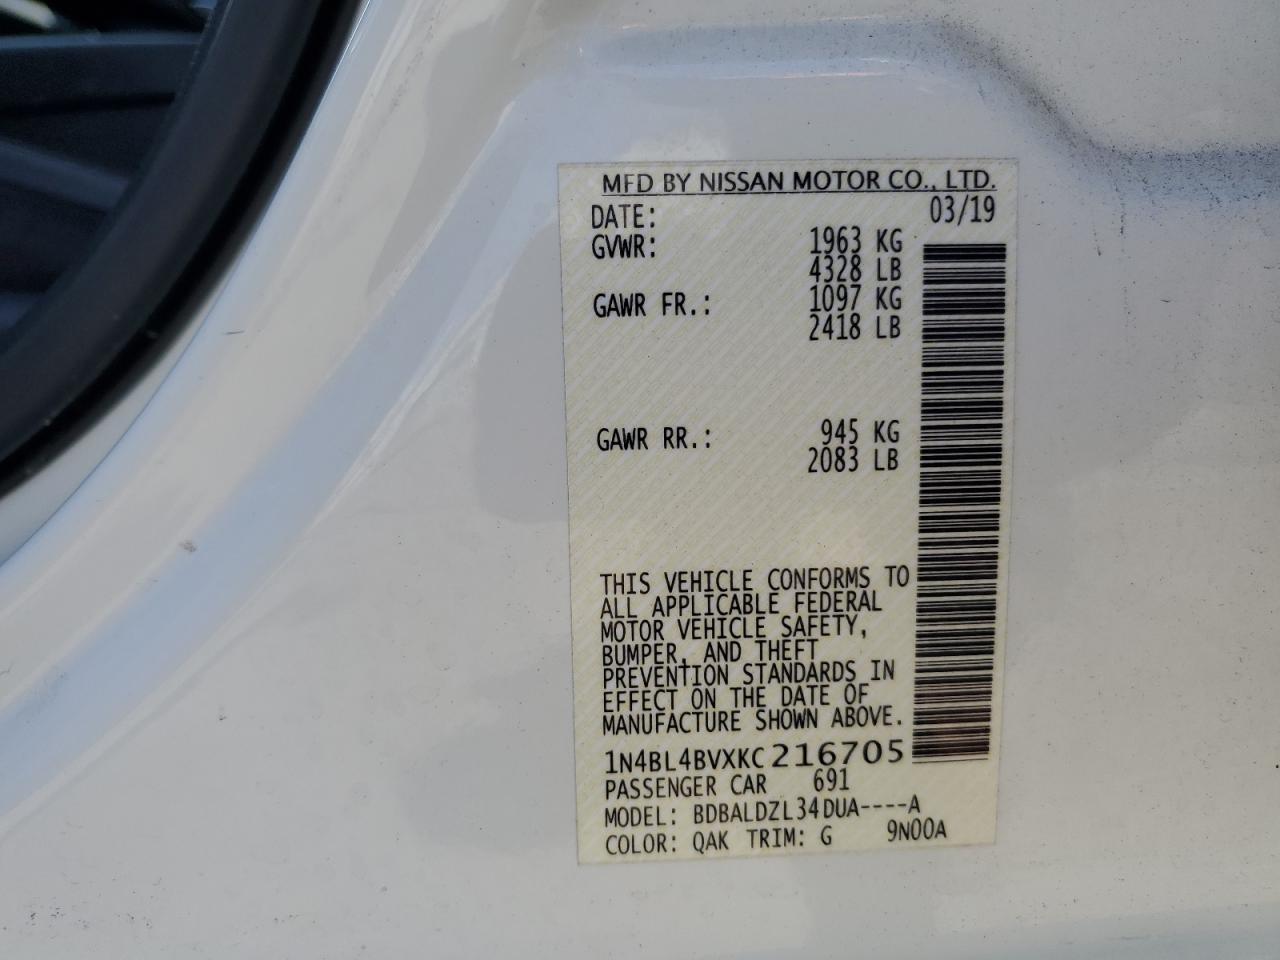 MFD BY NISSAN MOTOR CO., LTD.
DATE: 03/19
GVWR: 1963 KG
4328 LB
GAWR FR.: 1097 KG
2418 LB
GAWR RR.: 945 KG
2083 LB
THIS VEHICLE CONFORMS TO
ALL APPLICABLE FEDERAL
MOTOR VEHICLE SAFETY,
BUMPER, AND THEFT
PREVENTION STANDARDS IN
EFFECT ON THE DATE OF
MANUFACTURE SHOWN ABOVE.
1N4BL4BVXKC216705
PASSENGER CAR 691
MODEL: BDBALDZL34DUA----A
COLOR: QAK TRIM: G 9N00A